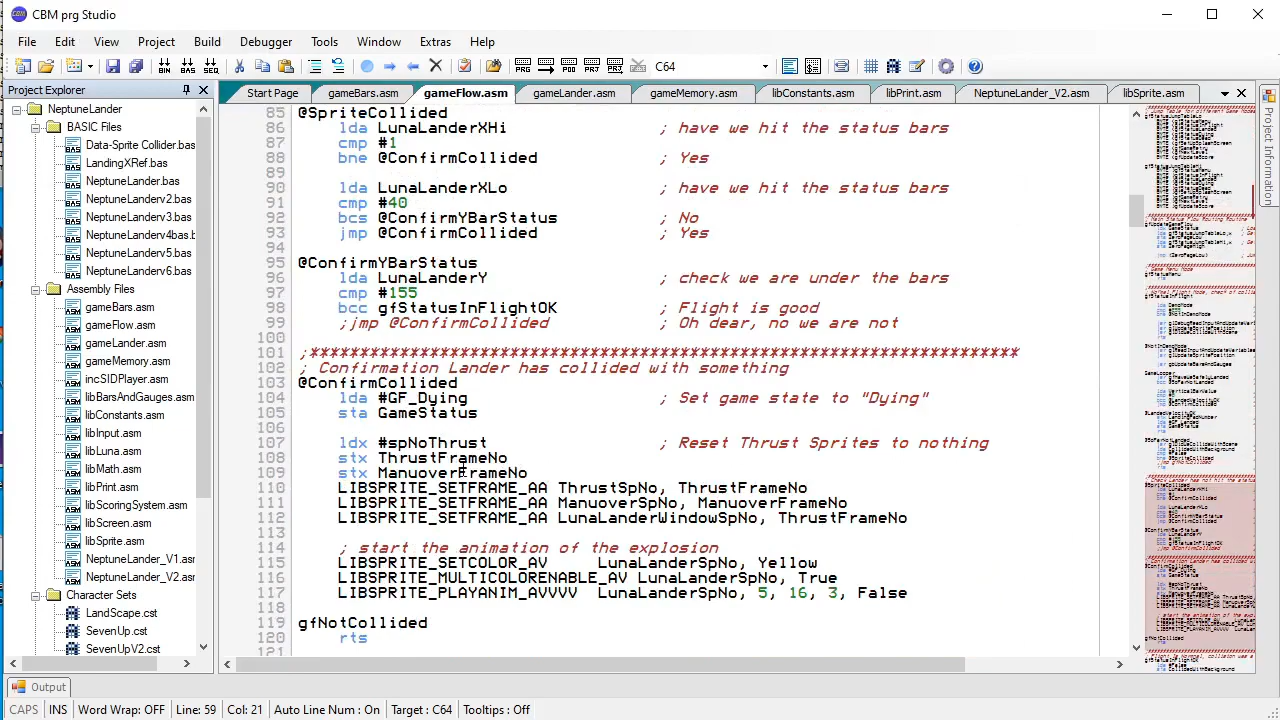 CBM prg Studio
File Edit View Project Build Debugger Tools Window Extras Help
BIN BAS SEQ PRG C64
Project Explorer
Start Page gameBars.asm gameFlow.asm gameLander.asm gameMemory.asm libConstants.asm libPrint.asm NeptuneLander_V2.asm libSprite.asm
Project Information
NeptuneLander
BASIC Files
Data-Sprite Collider.bas
LandingXRef.bas
NeptuneLander.bas
NeptuneLanderv2.bas
NeptuneLanderv3.bas
NeptuneLanderv4bas.b
NeptuneLanderv5.bas
NeptuneLanderv6.bas
Assembly Files
gameBars.asm
gameFlow.asm
gameLander.asm
gameMemory.asm
incSIDPlayer.asm
libBarsAndGauges.asm
libConstants.asm
libInput.asm
libLuna.asm
libMath.asm
libPrint.asm
libScoringSystem.asm
libScreen.asm
libSprite.asm
NeptuneLander_V1.asm
NeptuneLander_V2.asm
Character Sets
LandScape.cst
SevenUp.cst
SevenUpV2.cst
85 @SpriteCollided
86 lda LunaLanderXHi ; have we hit the status bars
87 cmp #1
88 bne @ConfirmCollided ; Yes
89
90 lda LunaLanderXLo ; have we hit the status bars
91 cmp #40
92 bcs @ConfirmYBarStatus ; No
93 jmp @ConfirmCollided ; Yes
94
95 @ConfirmYBarStatus
96 lda LunaLanderY ; check we are under the bars
97 cmp #155
98 bcc gfStatusInFlightOK ; Flight is good
99 ;jmp @ConfirmCollided ; Oh dear, no we are not
100
101 ;***********************************************************************
102 ; Confirmation Lander has collided with something
103 @ConfirmCollided
104 lda #GF_Dying ; Set game state to "Dying"
105 sta GameStatus
106
107 ldx #spNoThrust ; Reset Thrust Sprites to nothing
108 stx ThrustFrameNo
109 stx ManuoverFrameNo
110 LIBSPRITE_SETFRAME_AA ThrustSpNo, ThrustFrameNo
111 LIBSPRITE_SETFRAME_AA ManuoverSpNo, ManuoverFrameNo
112 LIBSPRITE_SETFRAME_AA LunaLanderWindowSpNo, ThrustFrameNo
113
114 ; start the animation of the explosion
115 LIBSPRITE_SETCOLOR_AV LunaLanderSpNo, Yellow
116 LIBSPRITE_MULTICOLORENABLE_AV LunaLanderSpNo, True
117 LIBSPRITE_PLAYANIM_AVVVV LunaLanderSpNo, 5, 16, 3, False
118
119 gfNotCollided
120 rts
121
Output
CAPS INS Word Wrap: OFF Line: 59 Col: 21 Auto Line Num : On Target : C64 Tooltips : Off